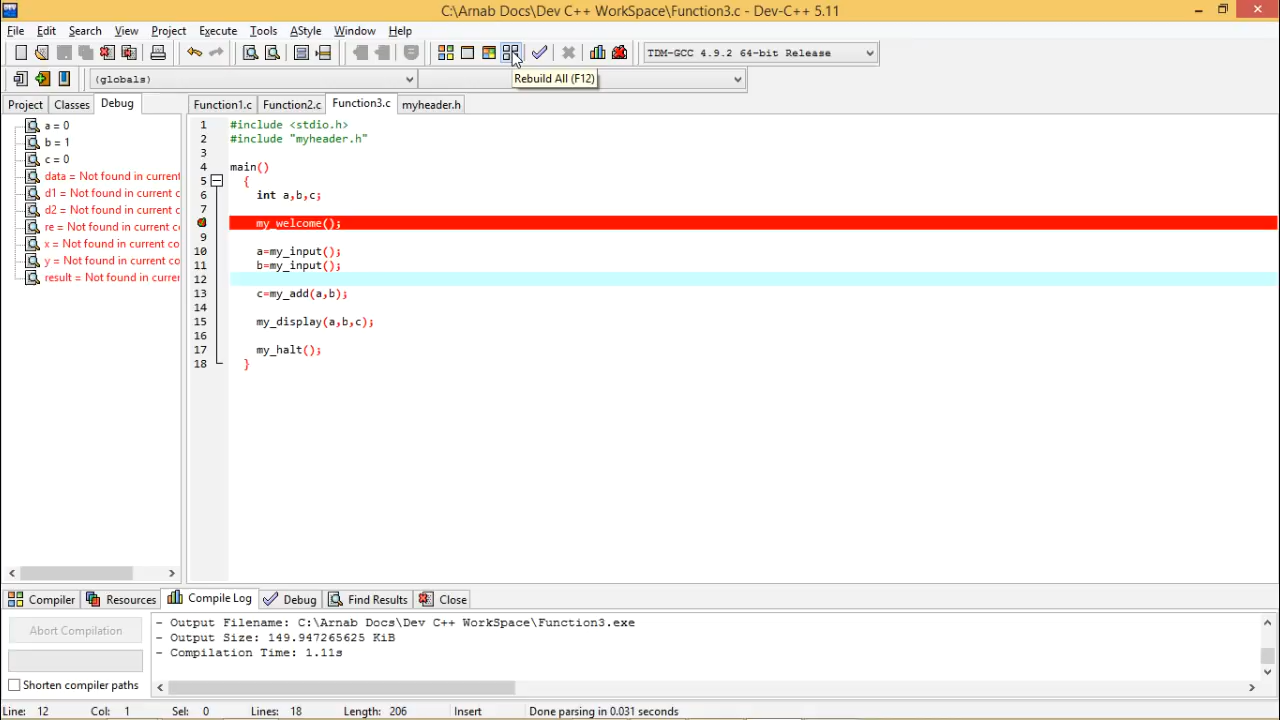 C:\Arnab Docs\Dev C++ WorkSpace\Function3.c - Dev-C++ 5.11
File Edit Search View Project Execute Tools AStyle Window Help
TDM-GCC 4.9.2 64-bit Release
Rebuild All (F12)
(globals)
Project Classes Debug
Function1.c Function2.c Function3.c myheader.h
a = 0
b = 1
c = 0
data = Not found in current
d1 = Not found in current c
d2 = Not found in current c
re = Not found in current co
x = Not found in current co
y = Not found in current co
result = Not found in currer
1 #include <stdio.h>
2 #include "myheader.h"
3
4 main()
5 {
6 int a,b,c;
7
my_welcome();
9
10 a=my_input();
11 b=my_input();
12
13 c=my_add(a,b);
14
15 my_display(a,b,c);
16
17 my_halt();
18 }
Compiler Resources Compile Log Debug Find Results Close
Abort Compilation
Shorten compiler paths
- Output Filename: C:\Arnab Docs\Dev C++ WorkSpace\Function3.exe
- Output Size: 149.947265625 KiB
- Compilation Time: 1.11s
Line: 12 Col: 1 Sel: 0 Lines: 18 Length: 206 Insert Done parsing in 0.031 seconds